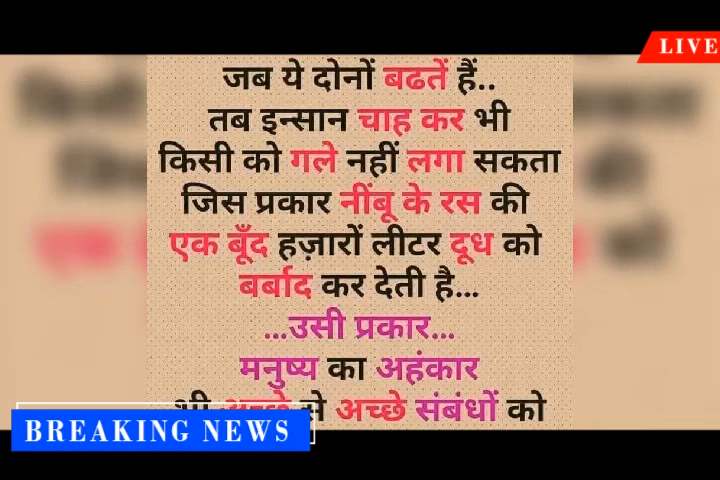 LIVE
जब ये दोनों बढतें हैं..
तब इन्सान चाह कर भी
किसी को गले नहीं लगा सकता
जिस प्रकार नींबू के रस की
एक बूँद हज़ारों लीटर दूध को
बर्बाद कर देती है...
...उसी प्रकार...
मनुष्य का अहंकार
भी अच्छे से अच्छे संबंधों को
BREAKING NEWS